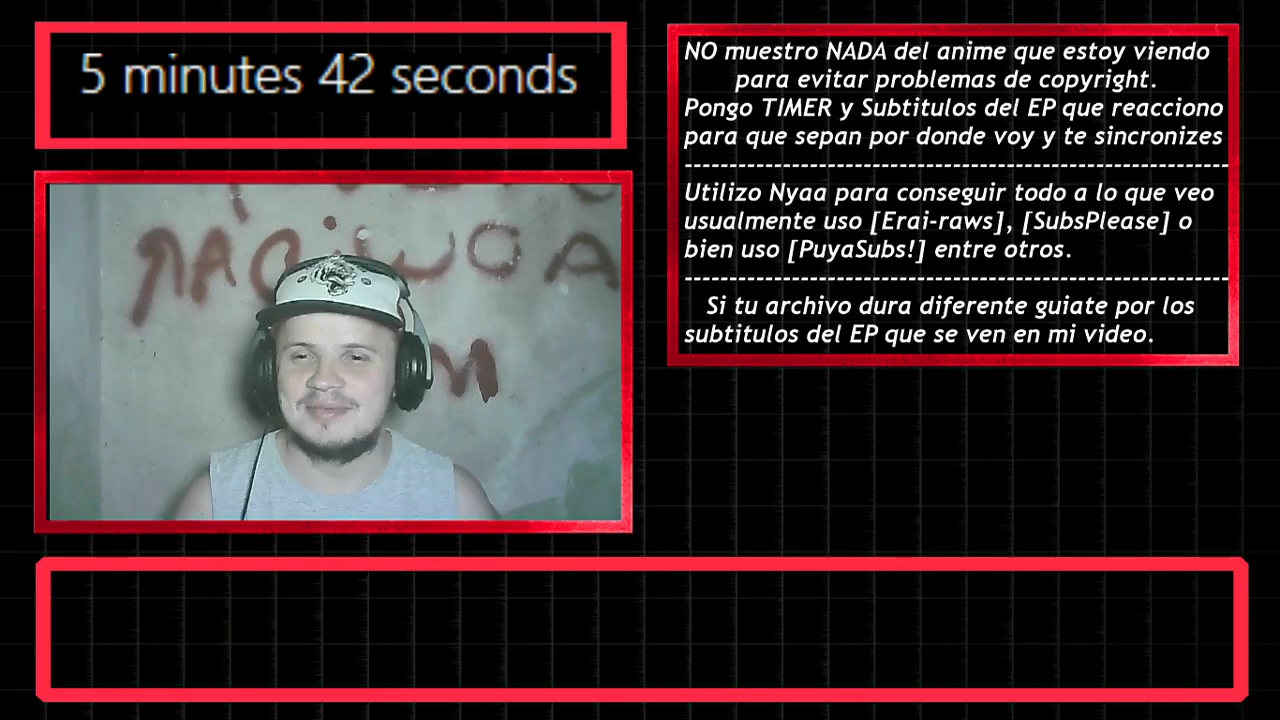 5 minutes 42 seconds
NO muestro NADA del anime que estoy viendo
para evitar problemas de copyright.
Pongo TIMER y Subtitulos del EP que reacciono
para que sepan por donde voy y te sincronizes
Utilizo Nyaa para conseguir todo a lo que veo
usualmente uso [Erai-raws], [SubsPlease] o
bien uso [PuyaSubs!] entre otros.
Si tu archivo dura diferente guiate por los
subtitulos del EP que se ven en mi video.